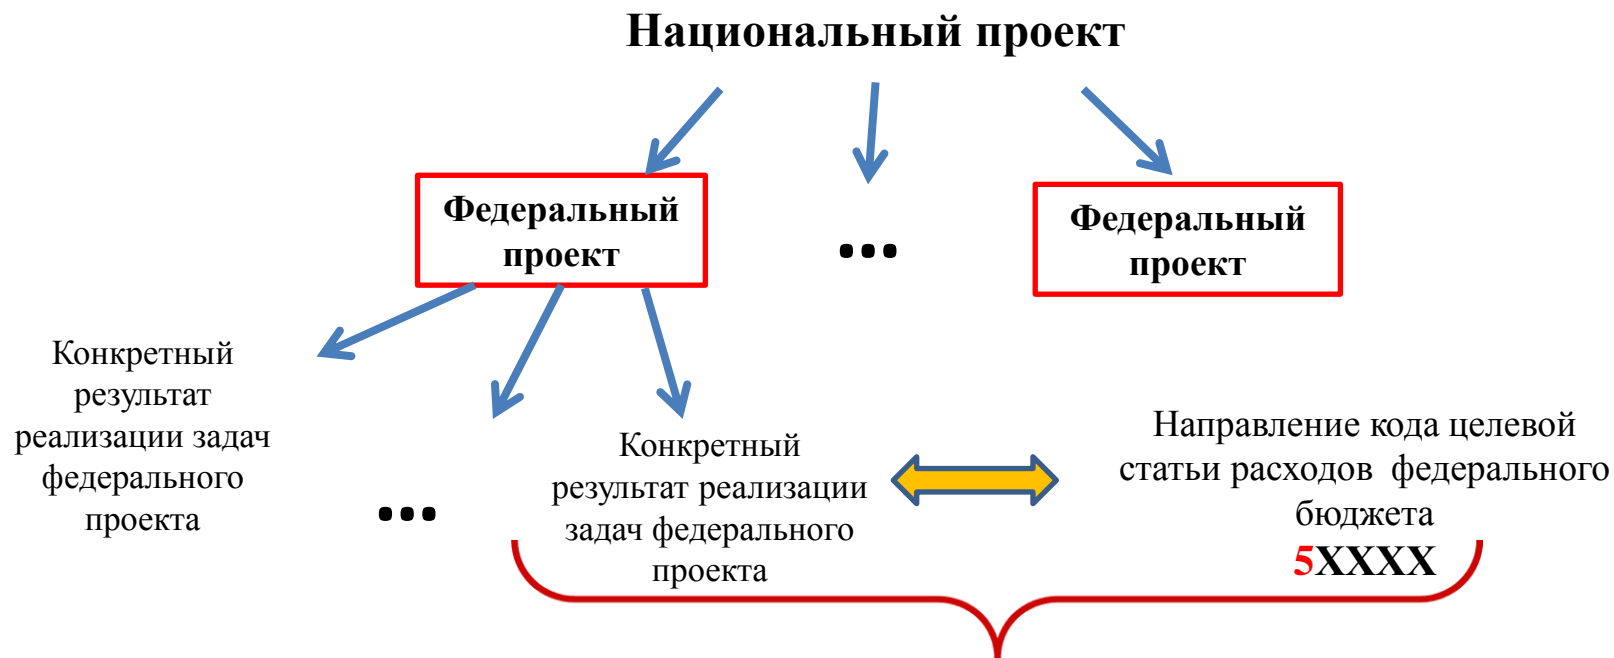 Национальный проект
Федеральный
проект
...
Федеральный
проект
Конкретный
результат
реализации задач
федерального
проекта
...
Конкретный
результат реализации
задач федерального
проекта
Направление кода целевой
статьи расходов федерального
бюджета
5XXXX